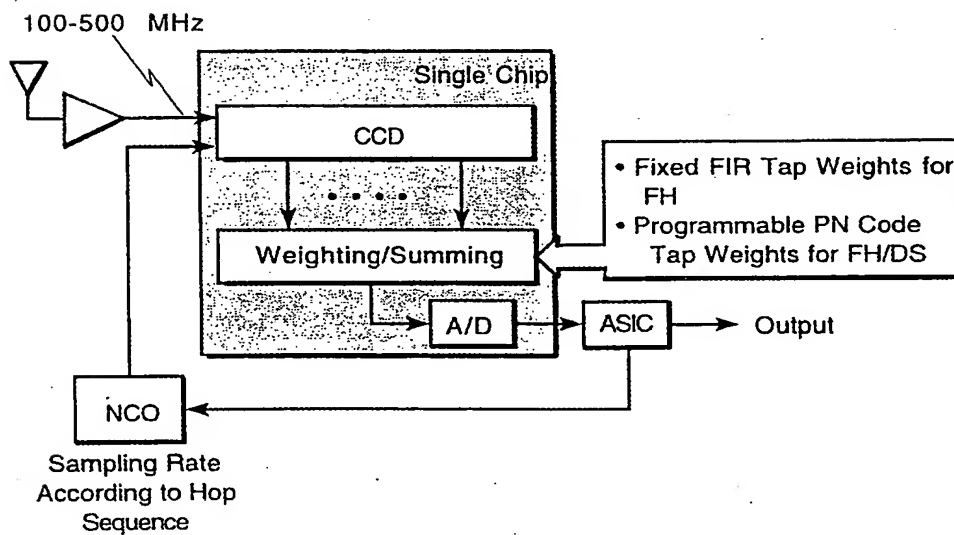 100-500 MHz
Single Chip
CCD
Weighting/Summing
A/D
ASIC
Output
• Fixed FIR Tap Weights for
FH
• Programmable PN Code
Tap Weights for FH/DS
NCO
Sampling Rate
According to Hop
Sequence